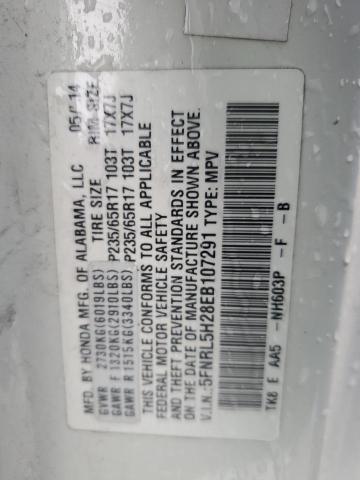 MFG. BY HONDA MFG. OF ALABAMA, LLC 05/14
TIRE SIZE RIM SIZE
GVWR 2730KG(6019LBS)
GAWR F 1320KG(2910LBS) P235/65R17 103T 17X7J
GAWR R 1515KG(3340LBS) P235/65R17 103T 17X7J
THIS VEHICLE CONFORMS TO ALL APPLICABLE
FEDERAL MOTOR VEHICLE SAFETY
AND THEFT PREVENTION STANDARDS IN EFFECT
ON THE DATE OF MANUFACTURE SHOWN ABOVE.
V.I.N.:5FNRL5H28EB107291 TYPE: MPV
TK8 E AA5 -NH603P -F -B